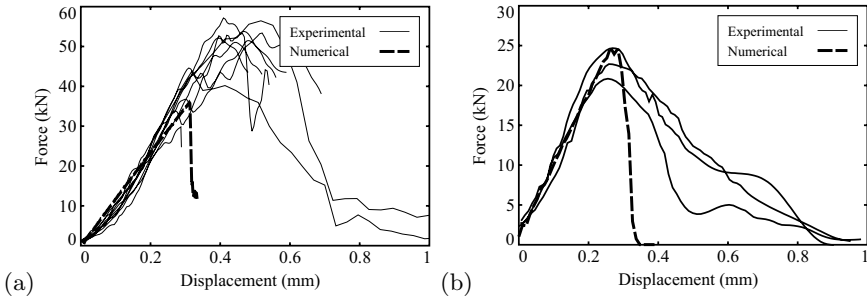 60
50
40
30
20
10
0
Force (kN)
0
0.2
0.4
0.6
0.8
1
Displacement (mm)
Experimental
Numerical
(a)
30
25
20
15
10
5
0
Force (kN)
0
0.2
0.4
0.6
0.8
1
Displacement (mm)
Experimental
Numerical
(b)